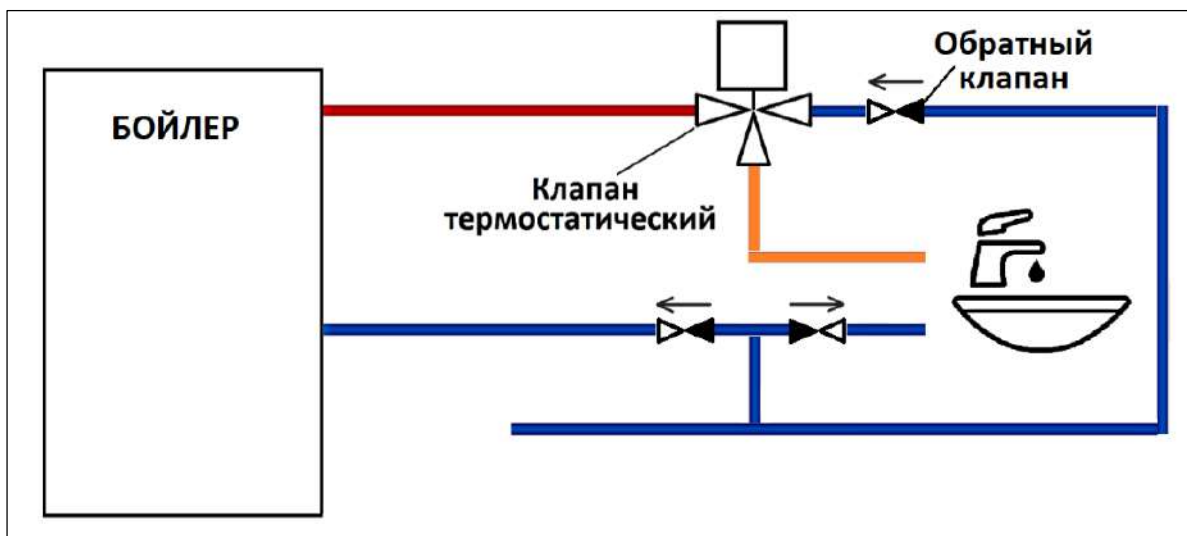 БОЙЛЕР
Обратный
клапан
Клапан
термостатический